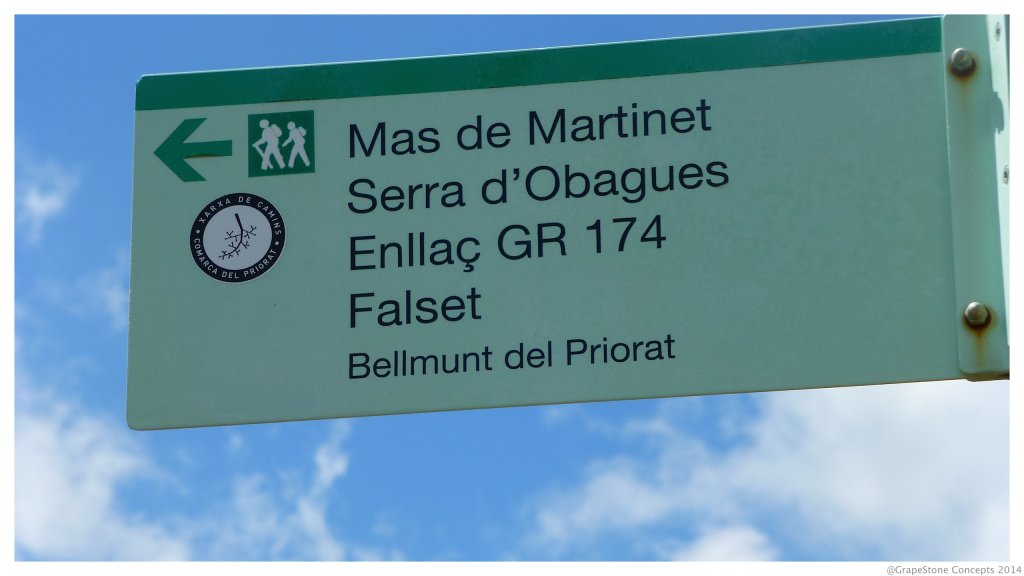 Mas de Martinet
Serra d'Obagues
Enllaç GR 174
Falset
Bellmunt del Priorat
XARXA DE CAMINS
COMARCA DEL PRIORAT
@GrapeStone Concepts 2014